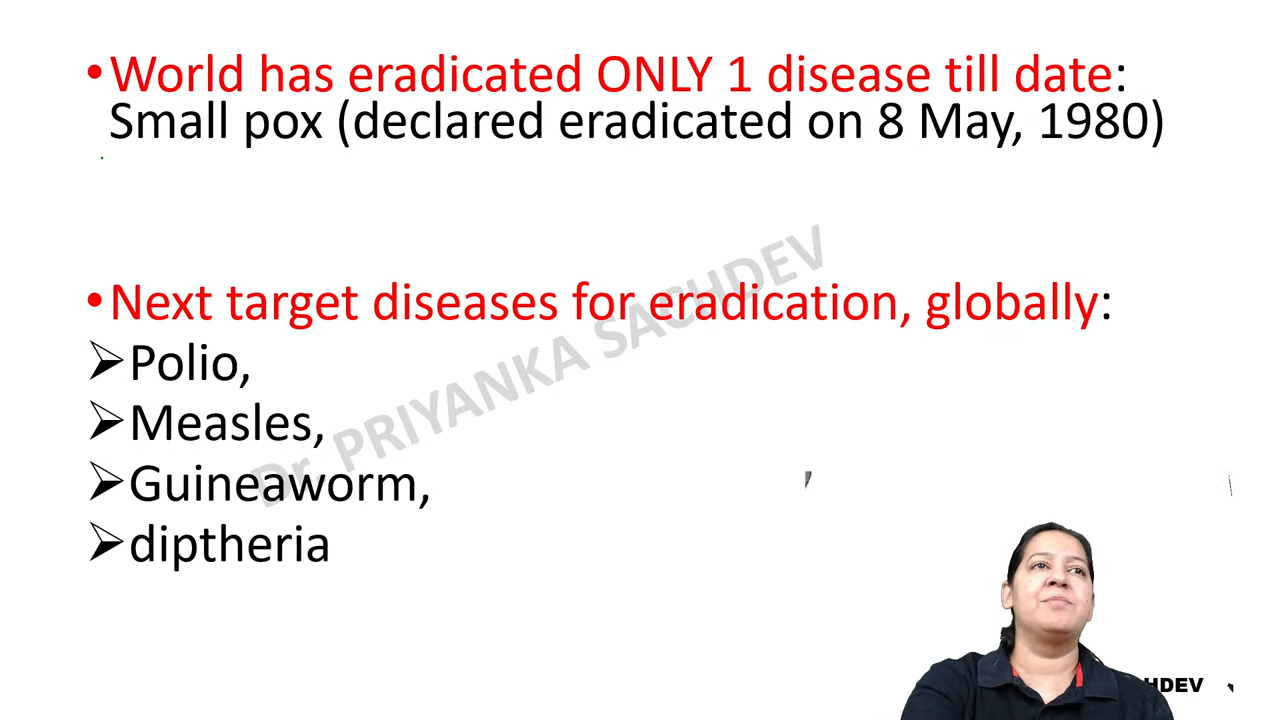 •World has eradicated ONLY 1 disease till date:
Small pox (declared eradicated on 8 May, 1980)
•Next target diseases for eradication, globally:
➢Polio,
➢Measles,
➢Guineaworm,
➢diptheria
Dr. PRIYANKA SACHDEV
HDEV